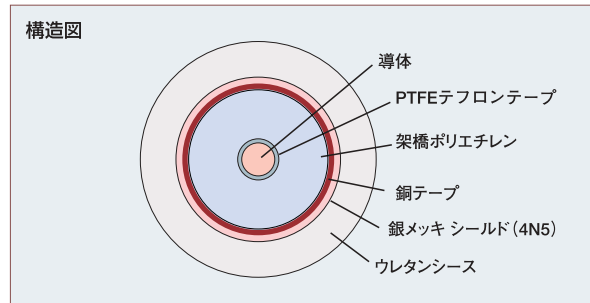 構造図
導体
PTFEテフロンテープ
架橋ポリエチレン
銅テープ
銀メッキ シールド（4N5）
ウレタンシース